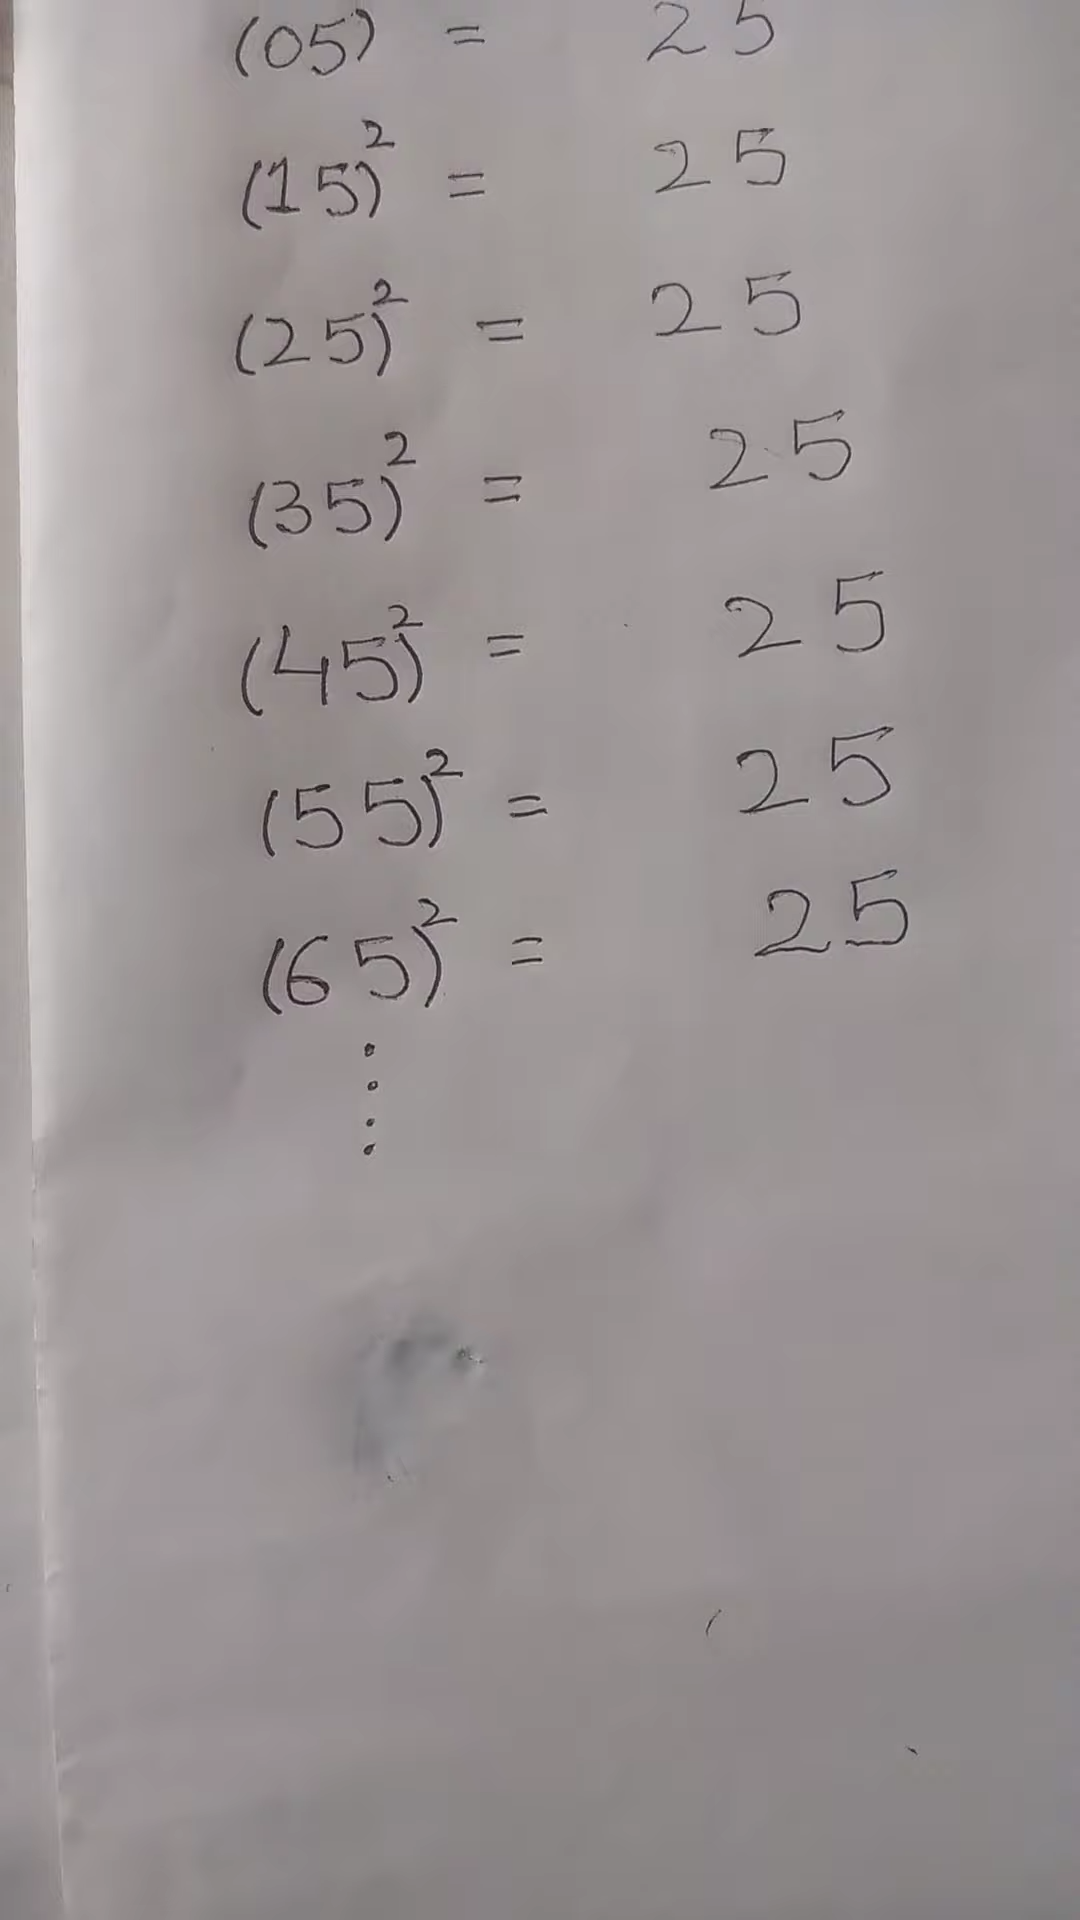 (05) = 25
(15)² = 25
(25)² = 25
(35)² = 25
(45)² = 25
(55)² = 25
(65)² = 25
⋮